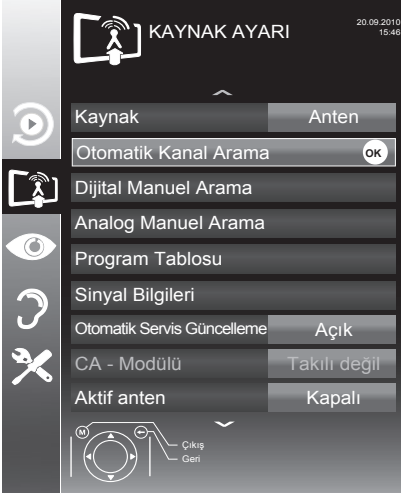 KAYNAK AYARI
20.09.2010
15:46
Kaynak Anten
Otomatik Kanal Arama OK
Dijital Manuel Arama
Analog Manuel Arama
Program Tablosu
Sinyal Bilgileri
Otomatik Servis Güncelleme Açık
CA - Modülü Takılı değil
Aktif anten Kapalı
M
Çıkış
Geri